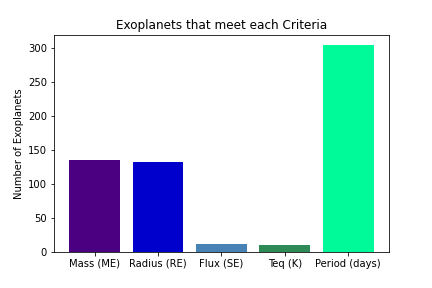 Exoplanets that meet each Criteria
Number of Exoplanets
300
250
200
150
100
50
0
Mass (ME) Radius (RE) Flux (SE) Teq (K) Period (days)